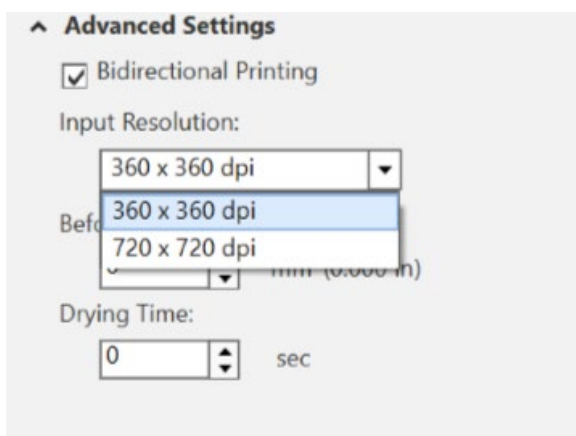 Advanced Settings
Bidirectional Printing
Input Resolution:
360 x 360 dpi
360 x 360 dpi
720 x 720 dpi
Drying Time:
0
sec